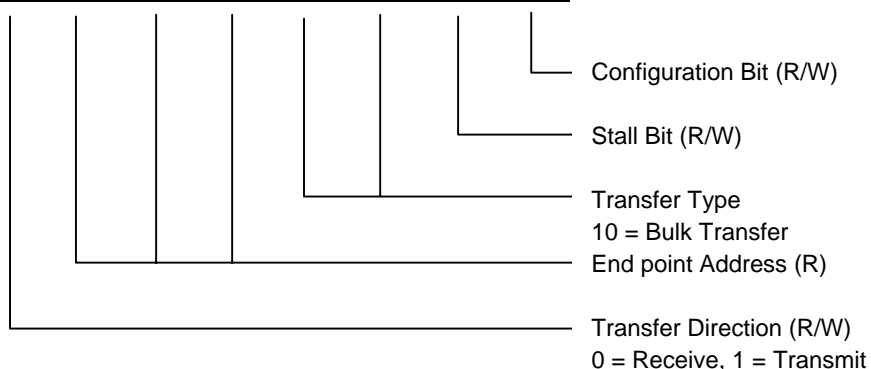 Configuration Bit (R/W)
Stall Bit (R/W)
Transfer Type
10 = Bulk Transfer
End point Address (R)
Transfer Direction (R/W)
0 = Receive, 1 = Transmit